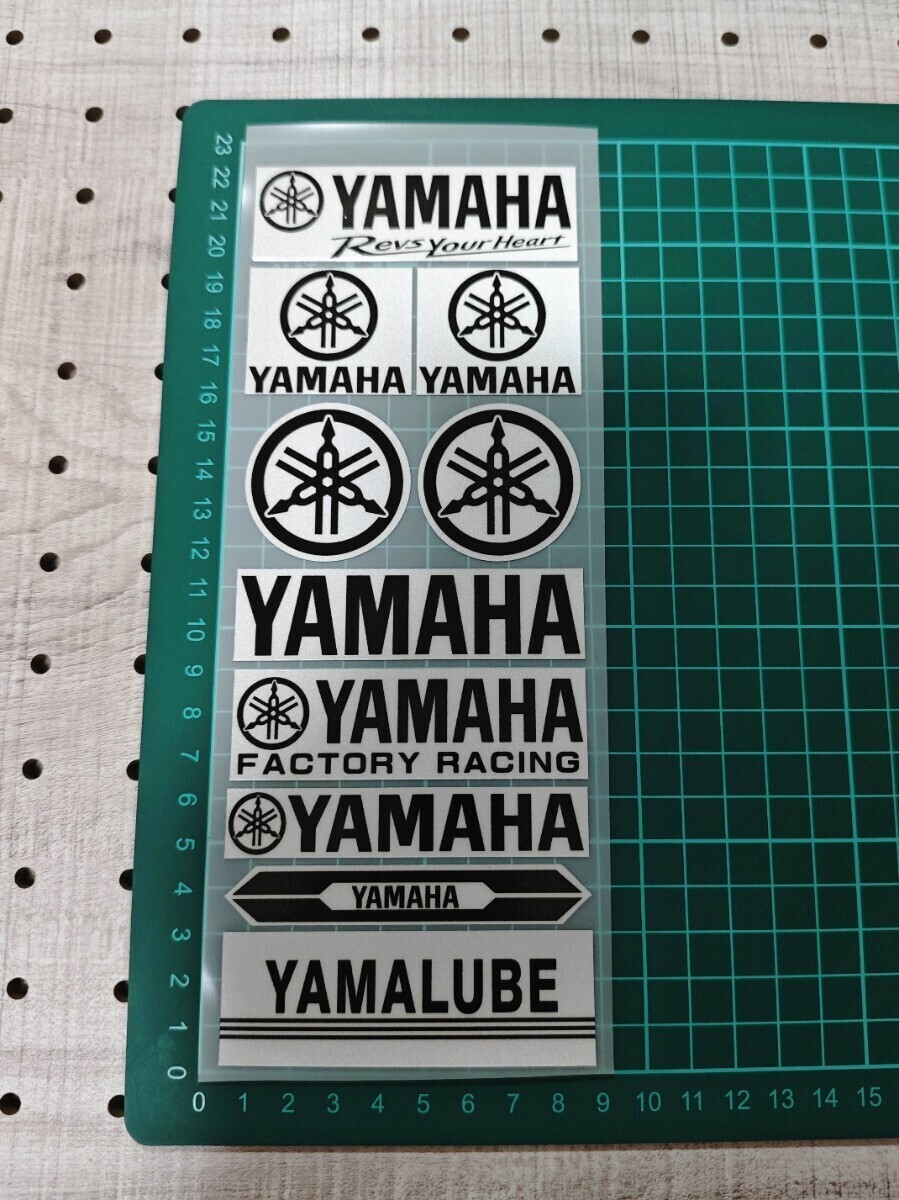 YAMAHA
Revs Your Heart
YAMAHA YAMAHA
YAMAHA
YAMAHA
FACTORY RACING
YAMAHA
YAMAHA
YAMALUBE
23
22
21
20
19
18
17
16
15
14
13
12
11
10
9
8
7
6
5
4
3
2
1
0
0 1 2 3 4 5 6 7 8 9 10 11 12 13 14 15